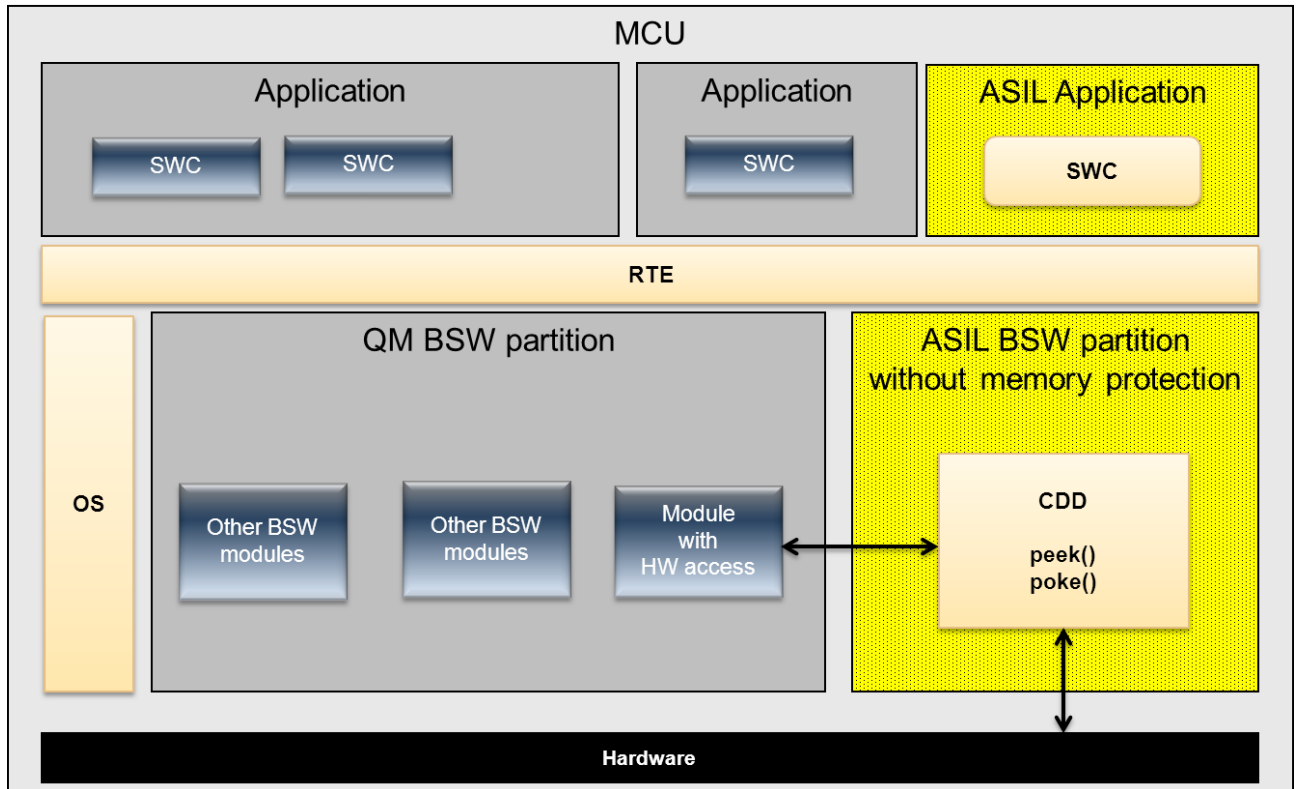 MCU
Application
SWC
SWC
Application
SWC
ASIL Application
SWC
RTE
OS
QM BSW partition
Other BSW
modules
Other BSW
modules
Module
with
HW access
ASIL BSW partition
without memory protection
CDD
peek()
poke()
Hardware